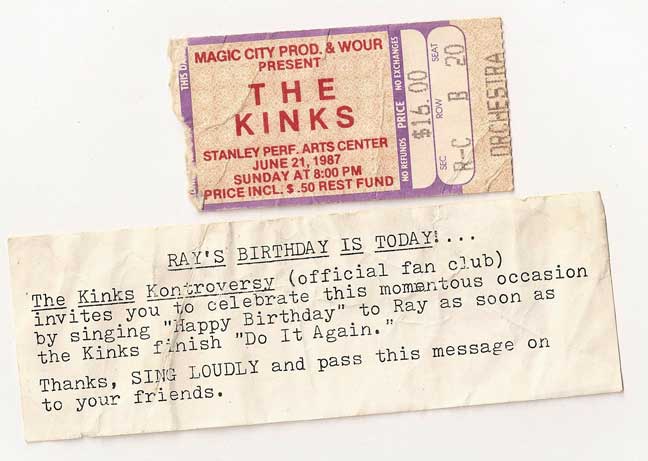 THIS
MAGIC CITY PROD. & WOUR
PRESENT
THE
KINKS
STANLEY PERF. ARTS CENTER
JUNE 21, 1987
SUNDAY AT 8:00 PM
PRICE INCL. $.50 REST FUND
NO REFUNDS PRICE NO EXCHANGES
$16.00
SEC ROW SEAT
R-C B 20
ORCHESTRA
RAY'S BIRTHDAY IS TODAY!...
The Kinks Kontroversy (official fan club)
invites you to celebrate this momentous occasion
by singing "Happy Birthday" to Ray as soon as
the Kinks finish "Do It Again."
Thanks, SING LOUDLY and pass this message on
to your friends.